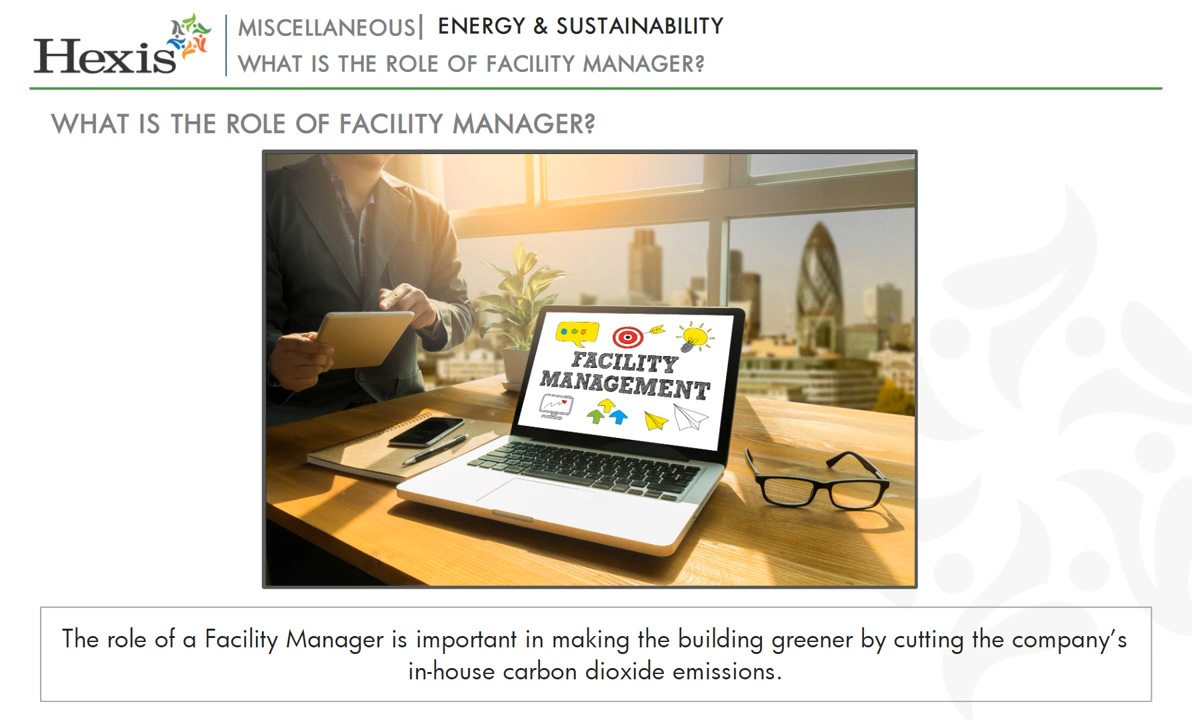 Hexis
MISCELLANEOUS| ENERGY & SUSTAINABILITY
WHAT IS THE ROLE OF FACILITY MANAGER?
WHAT IS THE ROLE OF FACILITY MANAGER?
FACILITY
MANAGEMENT
The role of a Facility Manager is important in making the building greener by cutting the company's
in-house carbon dioxide emissions.